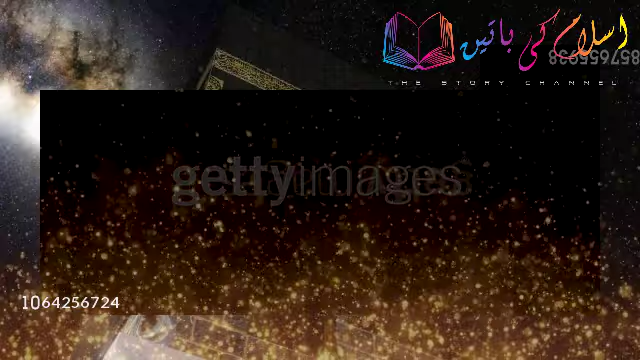 اسلام کی باتیں
THE STORY CHANNEL
gettyimages
1064256724